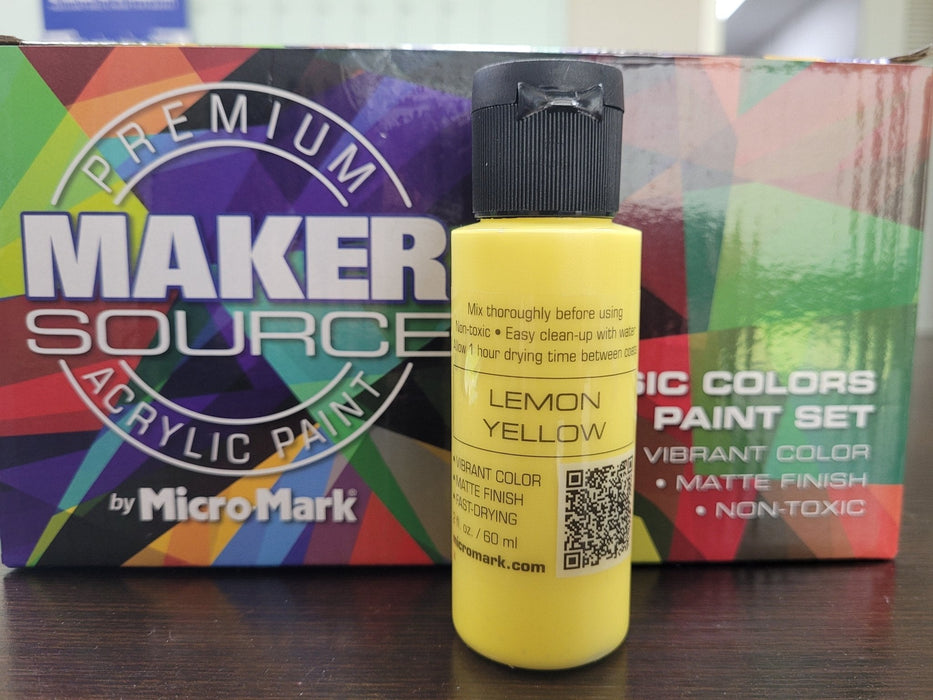 PREMIUM
MAKER
SOURCE
ACRYLIC PAINT
by Micro-Mark®
Mix thoroughly before using
Non-toxic • Easy clean-up with water
Allow 1 hour drying time between coats
LEMON
YELLOW
• VIBRANT COLOR
• MATTE FINISH
• FAST-DRYING
fl. oz. / 60 ml
micromark.com
SIC COLORS
PAINT SET
VIBRANT COLOR
• MATTE FINISH
• NON-TOXIC